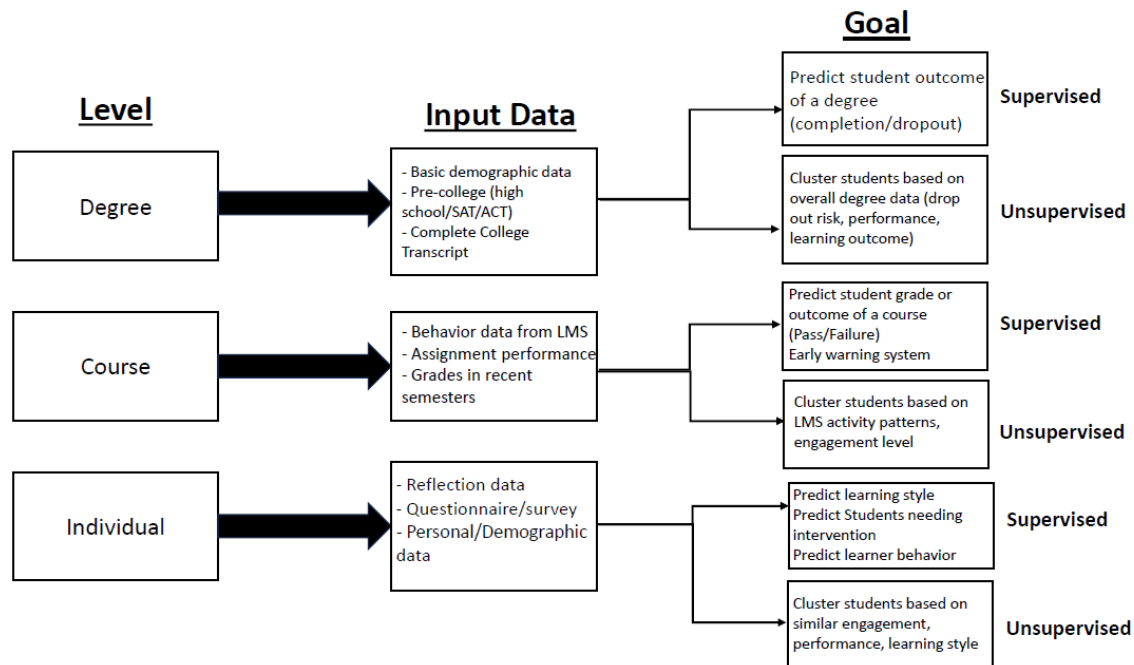 Level
Input Data
Goal
Degree
- Basic demographic data
- Pre-college (high
school/SAT/ACT)
- Complete College
Transcript
Predict student outcome
of a degree
(completion/dropout)
Supervised
Cluster students based on
overall degree data (drop
out risk, performance,
learning outcome)
Unsupervised
Course
- Behavior data from LMS
- Assignment performance
- Grades in recent
semesters
Predict student grade or
outcome of a course
(Pass/Failure)
Early warning system
Supervised
Cluster students based on
LMS activity patterns,
engagement level
Unsupervised
Individual
- Reflection data
- Questionnaire/survey
- Personal/Demographic
data
Predict learning style
Predict Students needing
intervention
Predict learner behavior
Supervised
Cluster students based on
similar engagement,
performance, learning style
Unsupervised